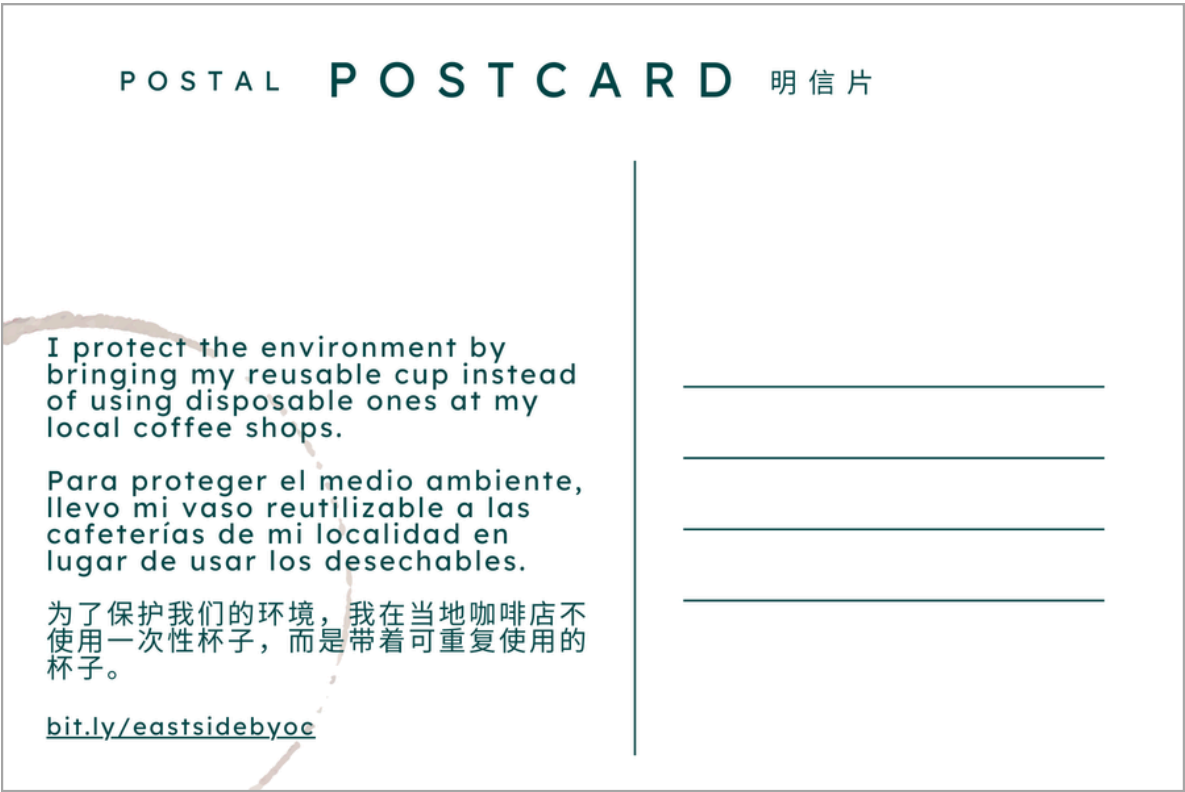 POSTAL POSTCARD 明信片
I protect the environment by
bringing my reusable cup instead
of using disposable ones at my
local coffee shops.
Para proteger el medio ambiente,
llevo mi vaso reutilizable a las
cafeterías de mi localidad en
lugar de usar los desechables.
为了保护我们的环境，我在当地咖啡店不
使用一次性杯子，而是带着可重复使用的
杯子。
bit.ly/eastsidebyoc